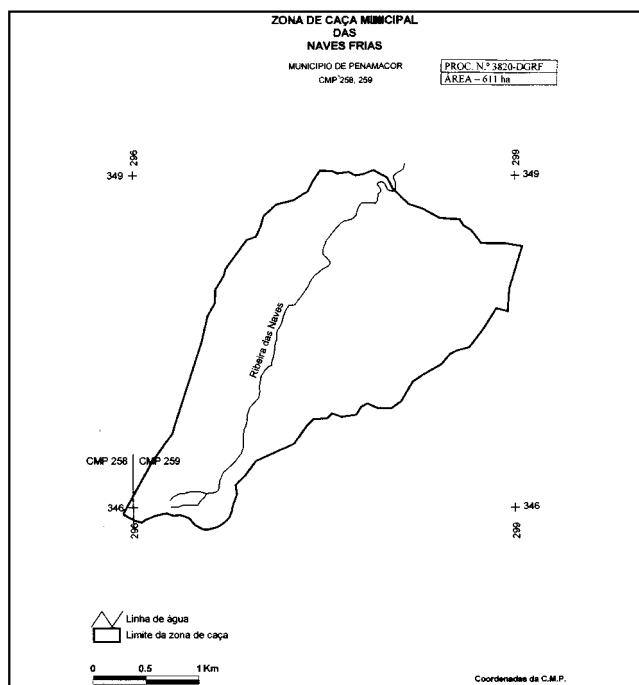 ZONA DE CAÇA MUNICIPAL
DAS
NAVES FRIAS
MUNICIPIO DE PENAMACOR
CMP 258, 259
PROC. N.º 3820-DGRF
ÁREA – 611 ha
296
349
299
349
Ribeira das Naves
CMP 258
CMP 259
346
296
346
299
Linha de água
Limite da zona de caça
0 0.5 1 Km
Coordenadas da C.M.P.